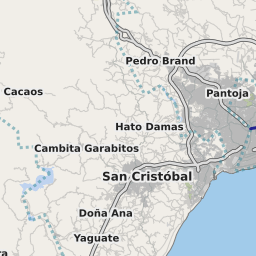 Pedro Brand
Cacaos
Pantoja
Hato Damas
Cambita Garabitos
San Cristóbal
Doña Ana
Yaguate